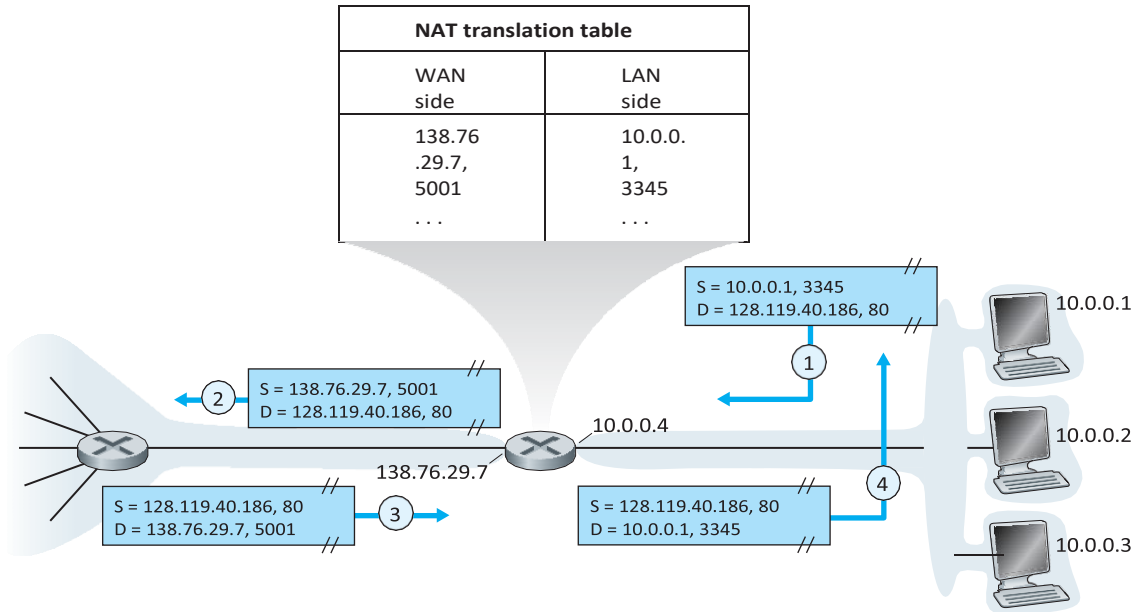 NAT translation table
WAN
side
LAN
side
138.76
.29.7,
5001
. . .
10.0.0.
1,
3345
. . .
S = 10.0.0.1, 3345
D = 128.119.40.186, 80
10.0.0.1
1
2
S = 138.76.29.7, 5001
D = 128.119.40.186, 80
10.0.0.4
10.0.0.2
138.76.29.7
4
S = 128.119.40.186, 80
D = 138.76.29.7, 5001
3
S = 128.119.40.186, 80
D = 10.0.0.1, 3345
10.0.0.3